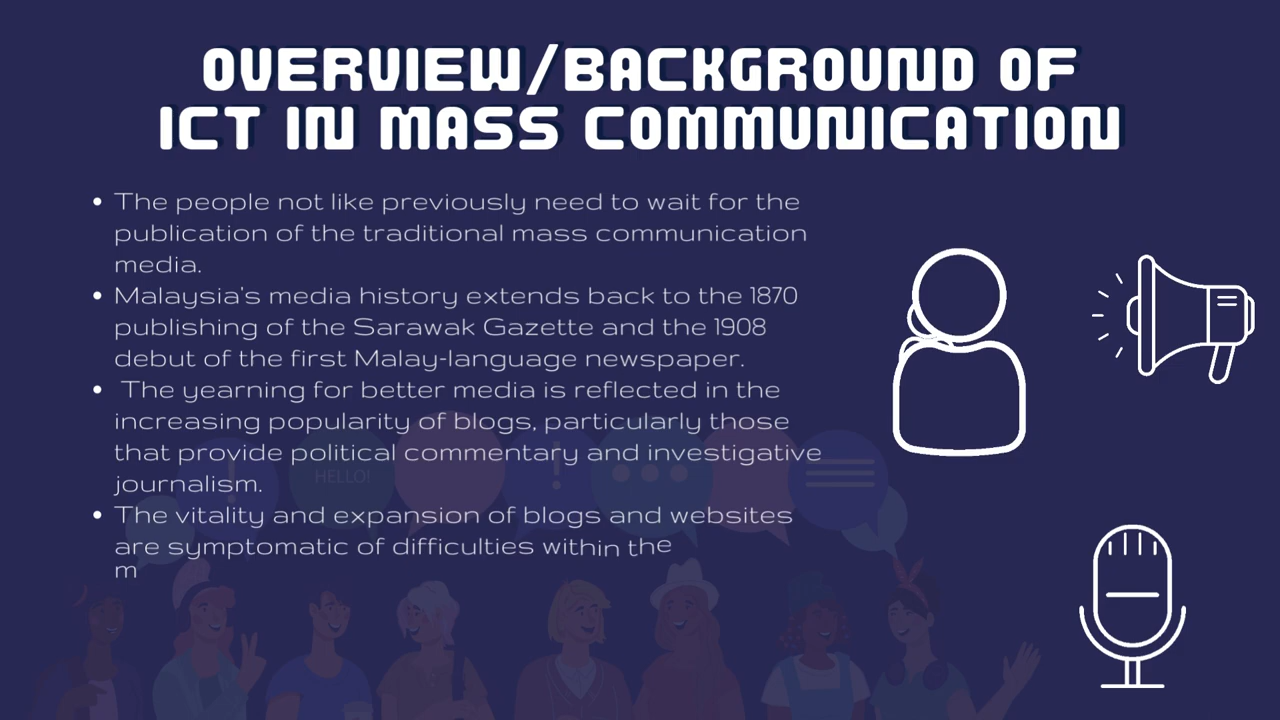 OVERVIEW/BACKGROUND OF
ICT IN MASS COMMUNICATION
• The people not like previously need to wait for the
publication of the traditional mass communication
media.
• Malaysia's media history extends back to the 1870
publishing of the Sarawak Gazette and the 1908
debut of the first Malay-language newspaper.
• The yearning for better media is reflected in the
increasing popularity of blogs, particularly those
that provide political commentary and investigative
journalism.
HELLO!
• The vitality and expansion of blogs and websites
are symptomatic of difficulties within the
m